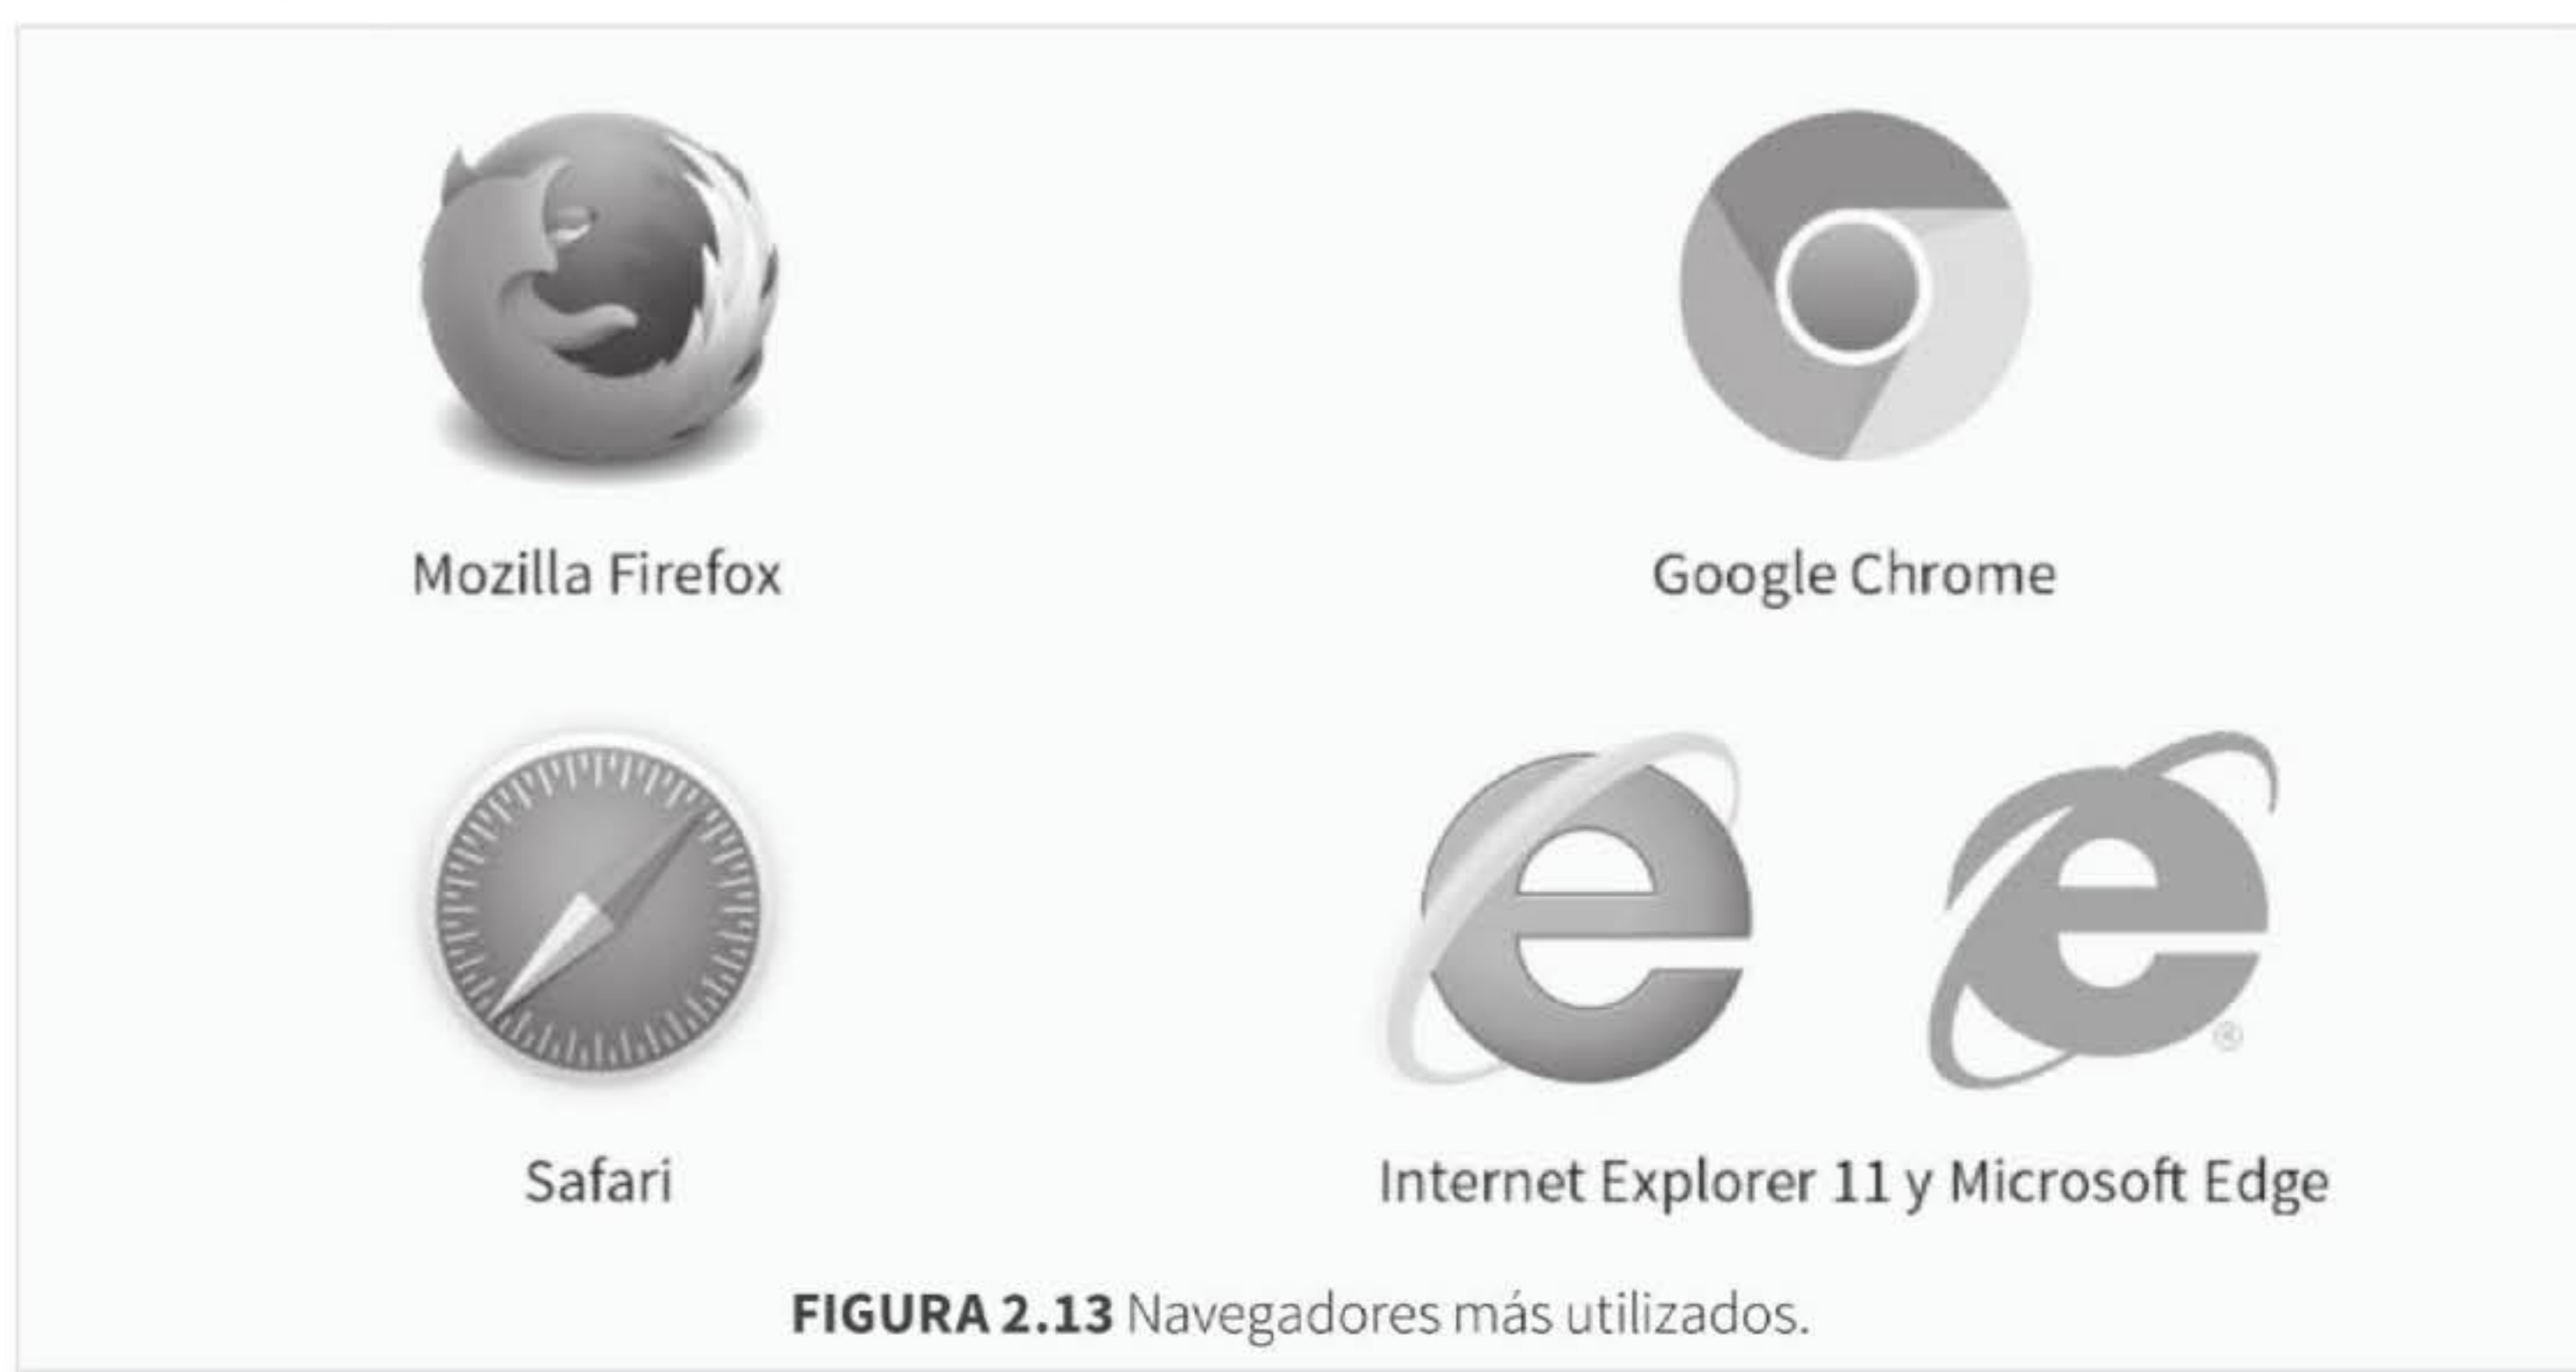 Mozilla Firefox
Google Chrome
Safari
Internet Explorer 11 y Microsoft Edge
®
FIGURA 2.13 Navegadores más utilizados.